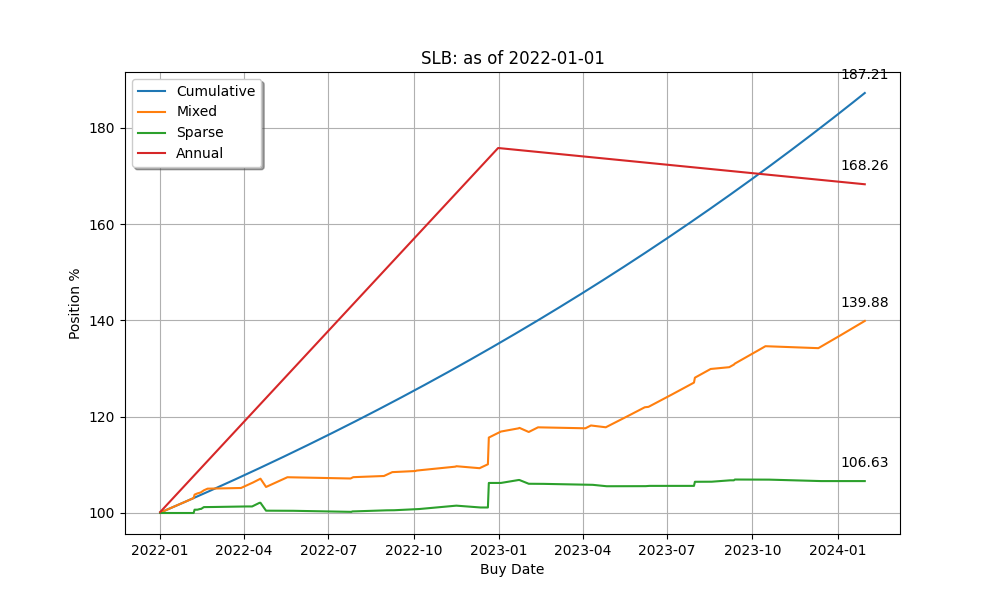 SLB: as of 2022-01-01
187.21
Cumulative
Mixed
Sparse
Annual
180
168.26
160
139.88
140
120
106.63
100
Position %
2022-01 2022-04 2022-07 2022-10 2023-01 2023-04 2023-07 2023-10 2024-01
Buy Date